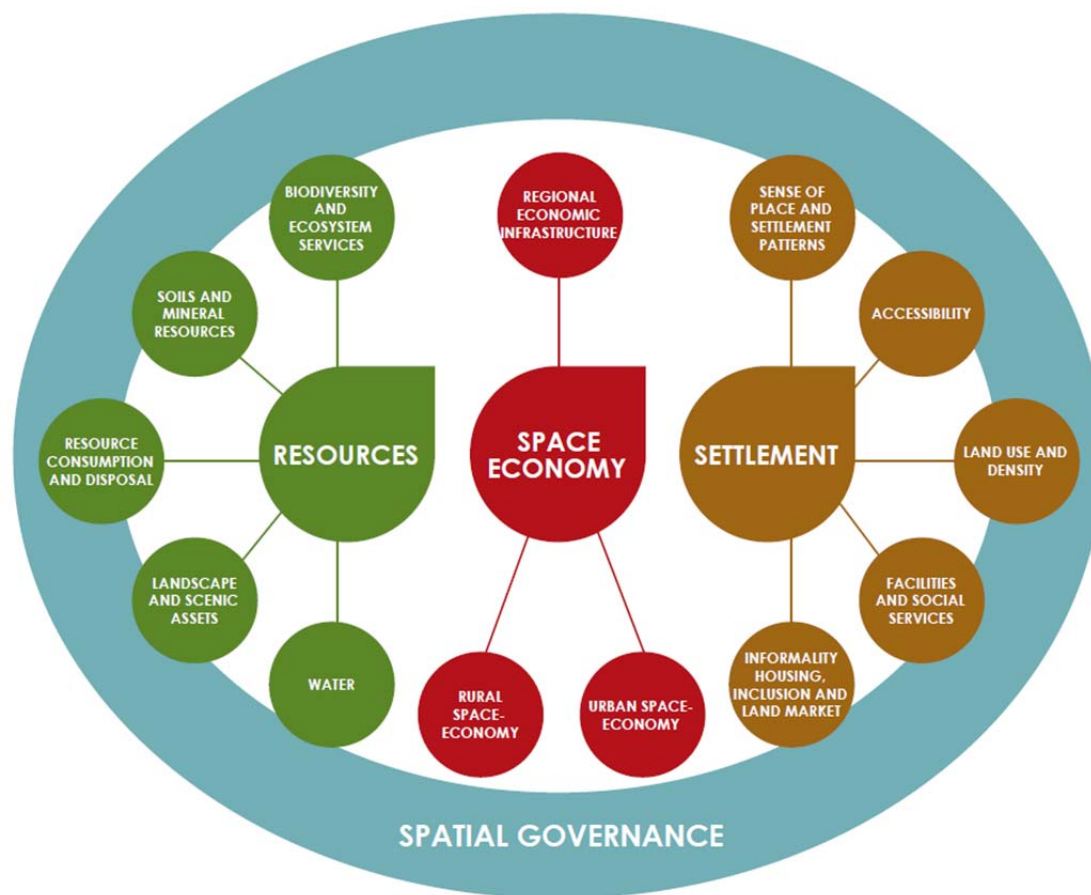 BIODIVERSITY
AND
ECOSYSTEM
SERVICES
SOILS AND
MINERAL
RESOURCES
RESOURCE
CONSUMPTION
AND DISPOSAL
LANDSCAPE
AND SCENIC
ASSETS
WATER
RESOURCES
REGIONAL
ECONOMIC
INFRASTRUCTURE
SPACE
ECONOMY
RURAL
SPACE-
ECONOMY
URBAN SPACE-
ECONOMY
SENSE OF
PLACE AND
SETTLEMENT
PATTERNS
ACCESSIBILITY
SETTLEMENT
LAND USE AND
DENSITY
FACILITIES
AND SOCIAL
SERVICES
INFORMALITY
HOUSING,
INCLUSION AND
LAND MARKET
SPATIAL GOVERNANCE